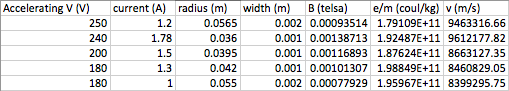 Accelerating V (V) current (A) radius (m) width (m) B (telsa) e/m (coul/kg) v (m/s)
250 1.2 0.0565 0.002 0.00093514 1.79109E+11 9463316.66
240 1.78 0.036 0.001 0.00138713 1.92487E+11 9612177.82
200 1.5 0.0395 0.001 0.00116893 1.87624E+11 8663127.35
180 1.3 0.042 0.001 0.00101307 1.98849E+11 8460829.05
180 1 0.055 0.002 0.00077929 1.95967E+11 8399295.75